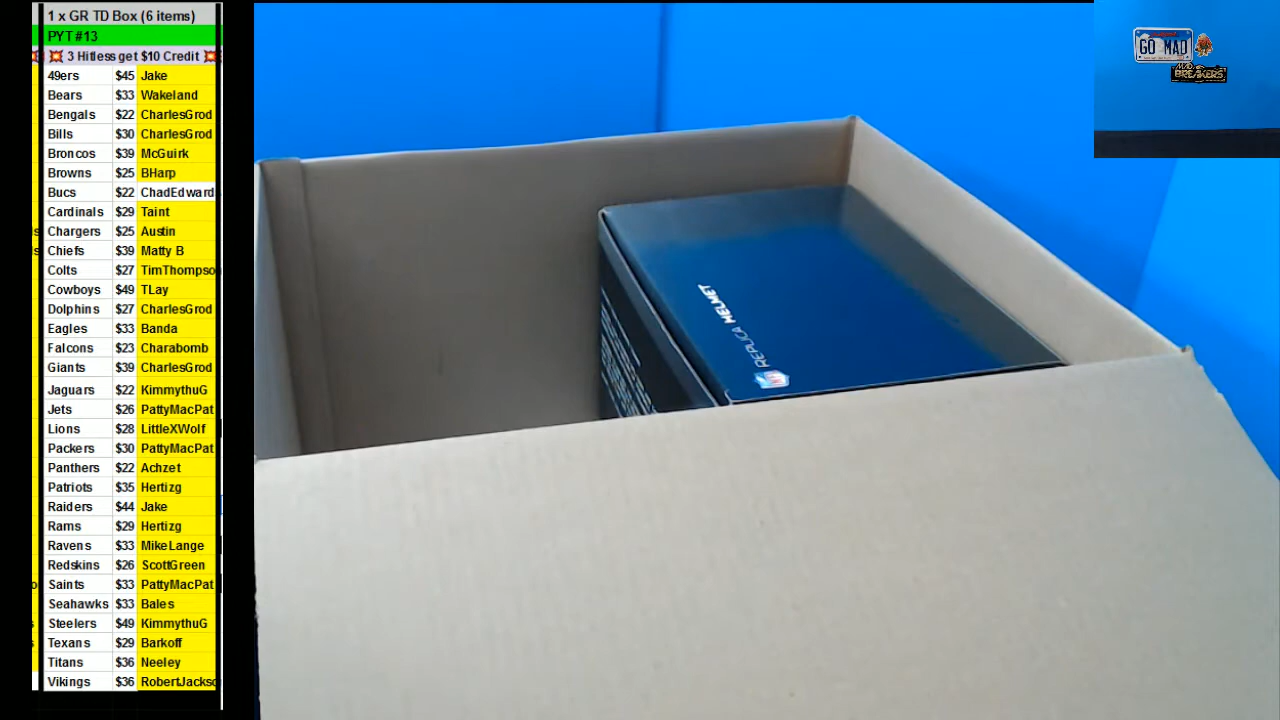 1 x GR TD Box (6 items)
PYT #13
3 Hitless get $10 Credit
49ers $45 Jake
Bears $33 Wakeland
Bengals $22 CharlesGrod
Bills $30 CharlesGrod
Broncos $39 McGuirk
Browns $25 BHarp
Bucs $22 ChadEdward
Cardinals $29 Taint
Chargers $25 Austin
Chiefs $39 Matty B
Colts $27 TimThompso
Cowboys $49 TLay
Dolphins $27 CharlesGrod
Eagles $33 Banda
Falcons $23 Charabomb
Giants $39 CharlesGrod
Jaguars $22 KimmythuG
Jets $26 PattyMacPat
Lions $28 LittleXWolf
Packers $30 PattyMacPat
Panthers $22 Achzet
Patriots $35 Hertizg
Raiders $44 Jake
Rams $29 Hertizg
Ravens $33 MikeLange
Redskins $26 ScottGreen
Saints $33 PattyMacPat
Seahawks $33 Bales
Steelers $49 KimmythuG
Texans $29 Barkoff
Titans $36 Neeley
Vikings $36 RobertJackso
REPLICA HELMET
GO MAD
MAD
BREAKERS